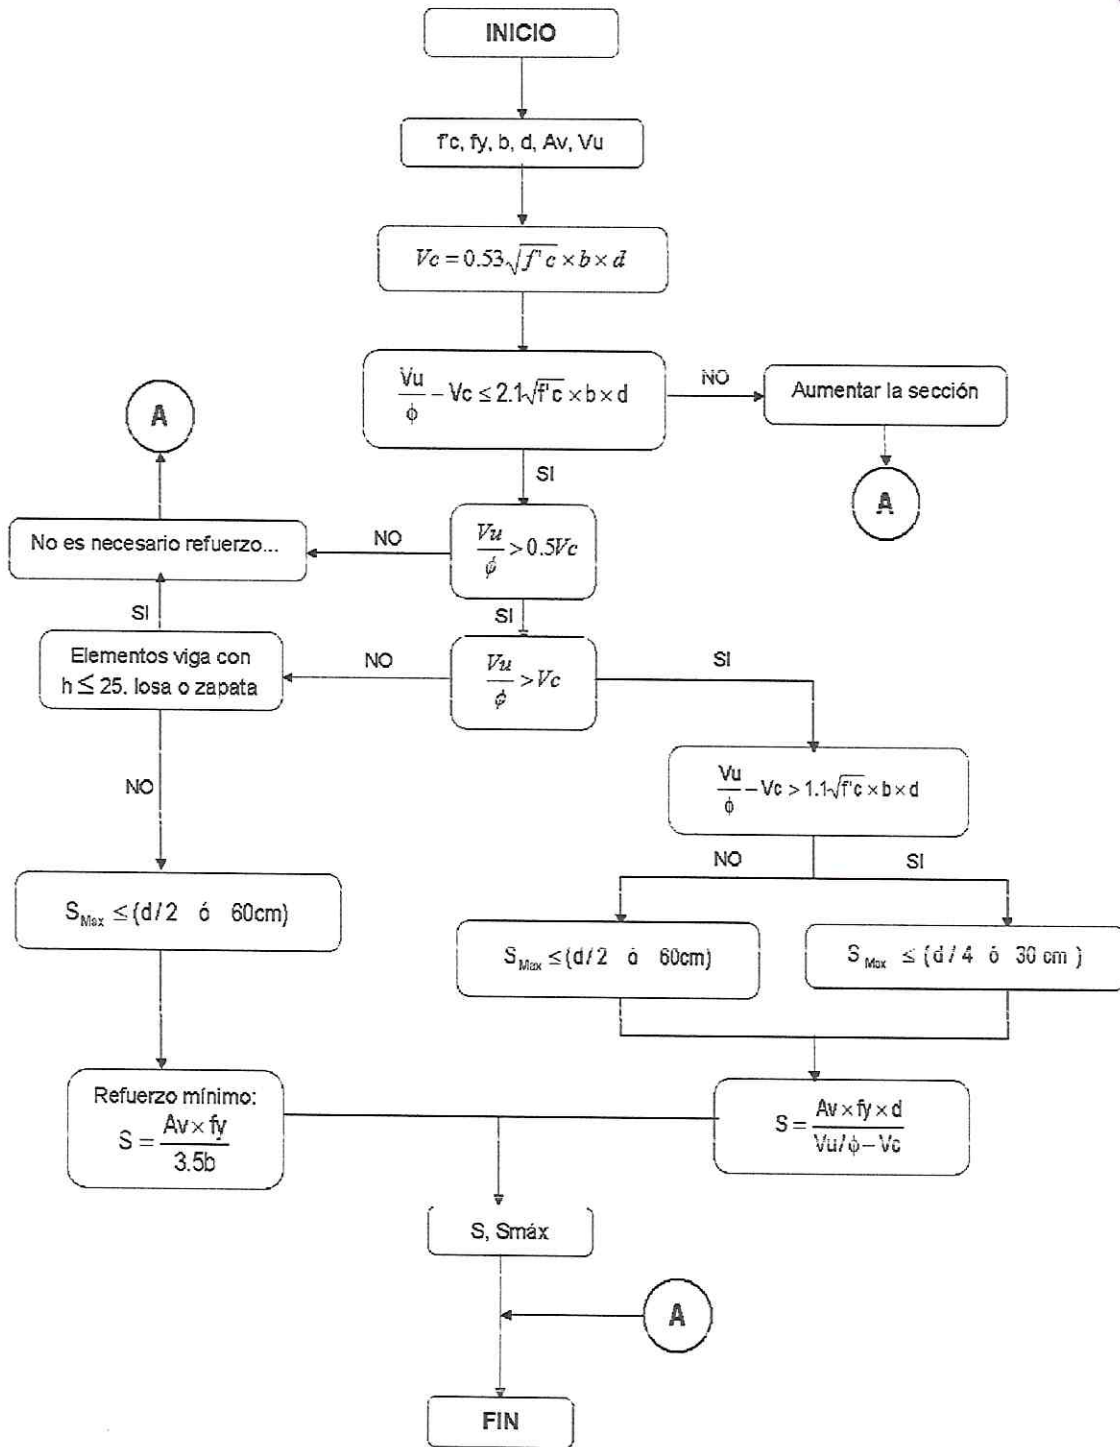 INICIO
f'c, fy, b, d, Av, Vu
Vc = 0.53√f'c × b × d
Vu/ϕ − Vc ≤ 2.1√f'c × b × d
NO
Aumentar la sección
A
A
SI
No es necesario refuerzo...
NO
Vu/ϕ > 0.5Vc
SI
SI
Elementos viga con
h ≤ 25. losa o zapata
NO
Vu/ϕ > Vc
SI
NO
Vu/ϕ − Vc > 1.1√f'c × b × d
NO
SI
S Max ≤ (d/2 ó 60cm)
S Max ≤ (d/2 ó 60cm)
S Max ≤ (d/4 ó 30 cm )
Refuerzo mínimo:
S = Av × fy / 3.5b
S = Av × fy × d / Vu/ϕ − Vc
S, Smáx
A
FIN